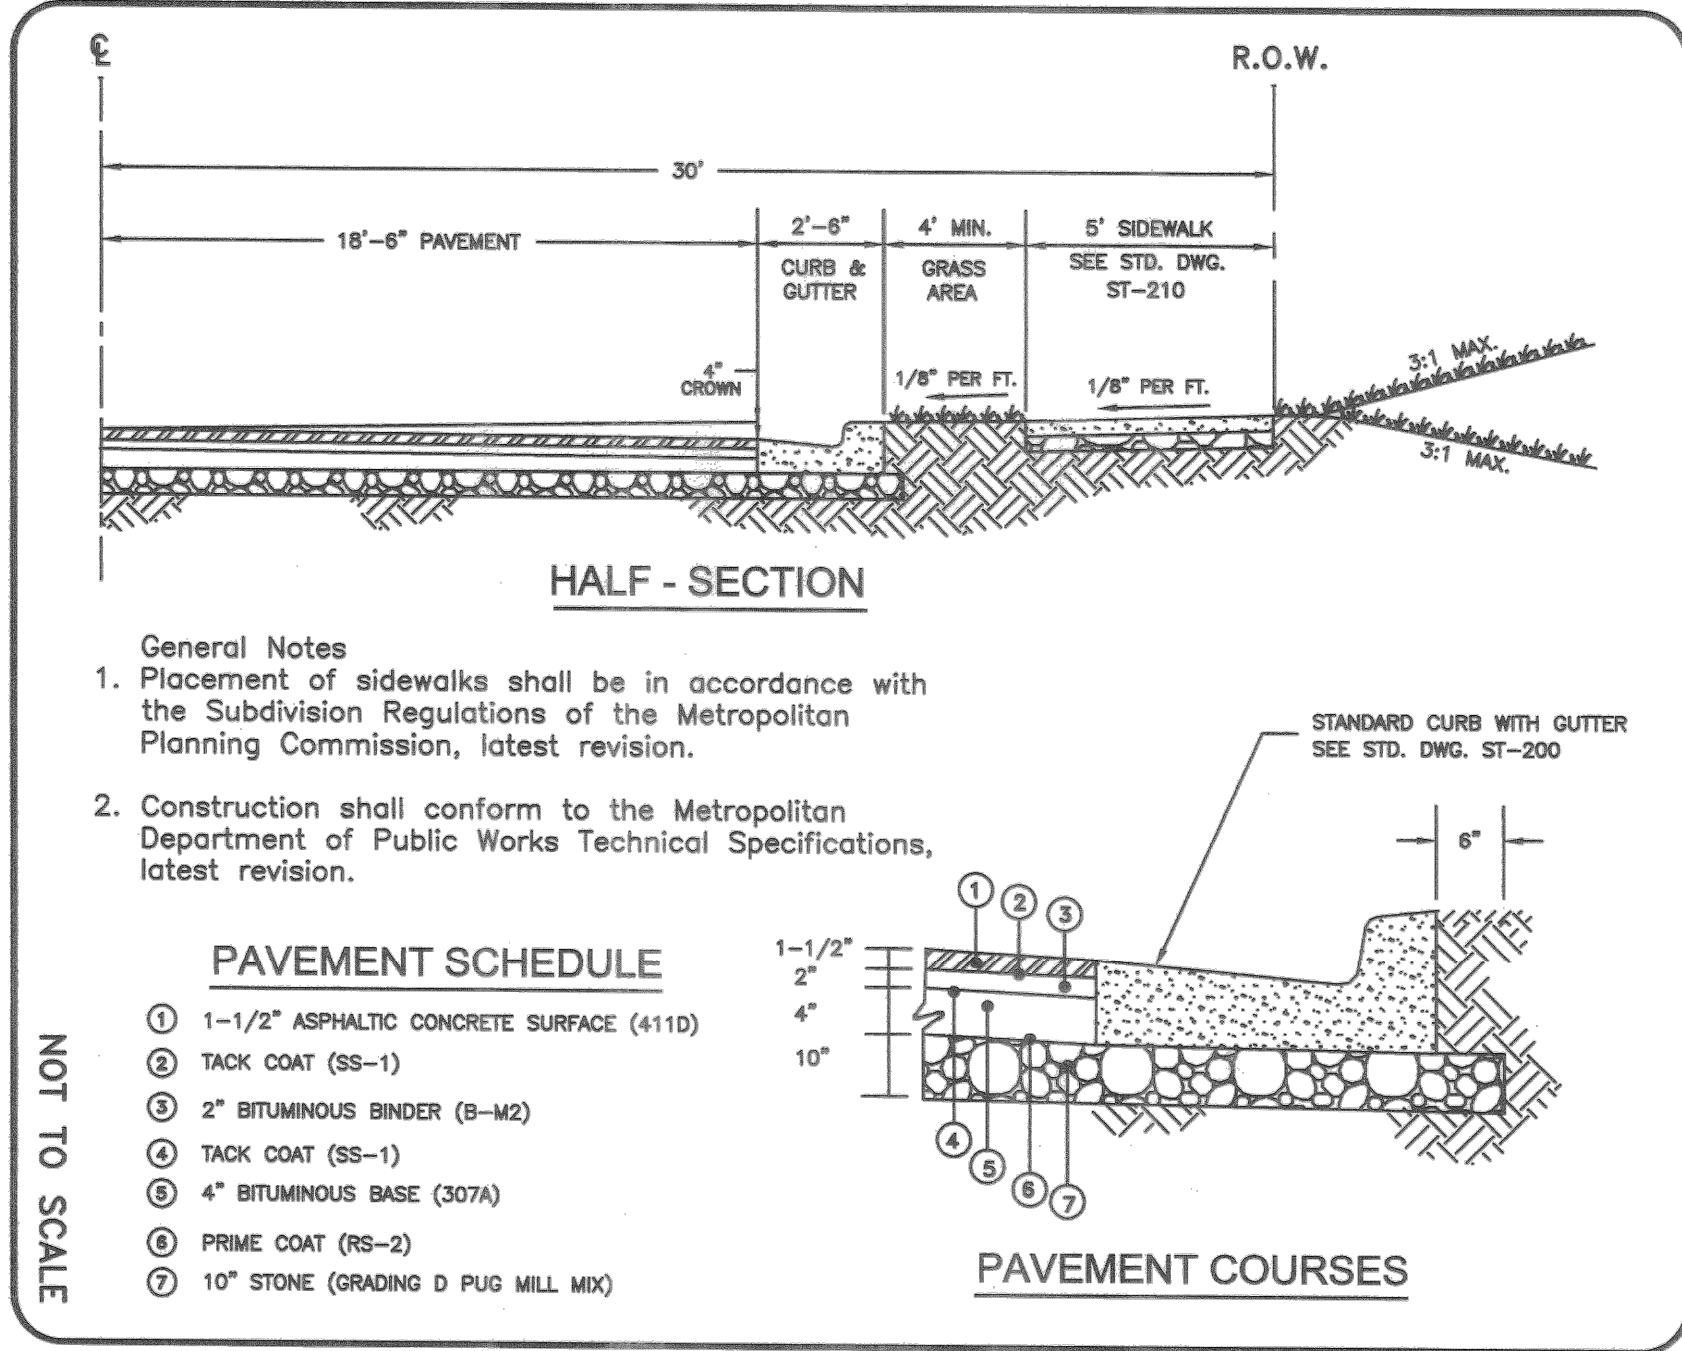 ℄
R.O.W.
30'
18'-6" PAVEMENT
2'-6"
CURB &
GUTTER
4' MIN.
GRASS
AREA
5' SIDEWALK
SEE STD. DWG.
ST-210
4"
CROWN
1/8" PER FT.
1/8" PER FT.
3:1 MAX.
3:1 MAX.
HALF - SECTION
General Notes
1. Placement of sidewalks shall be in accordance with
the Subdivision Regulations of the Metropolitan
Planning Commission, latest revision.
2. Construction shall conform to the Metropolitan
Department of Public Works Technical Specifications,
latest revision.
PAVEMENT SCHEDULE
1 1-1/2" ASPHALTIC CONCRETE SURFACE (411D)
2 TACK COAT (SS-1)
3 2" BITUMINOUS BINDER (B-M2)
4 TACK COAT (SS-1)
5 4" BITUMINOUS BASE (307A)
6 PRIME COAT (RS-2)
7 10" STONE (GRADING D PUG MILL MIX)
NOT TO SCALE
STANDARD CURB WITH GUTTER
SEE STD. DWG. ST-200
6"
1
2
3
1-1/2"
2"
4"
10"
4
5
6
7
PAVEMENT COURSES